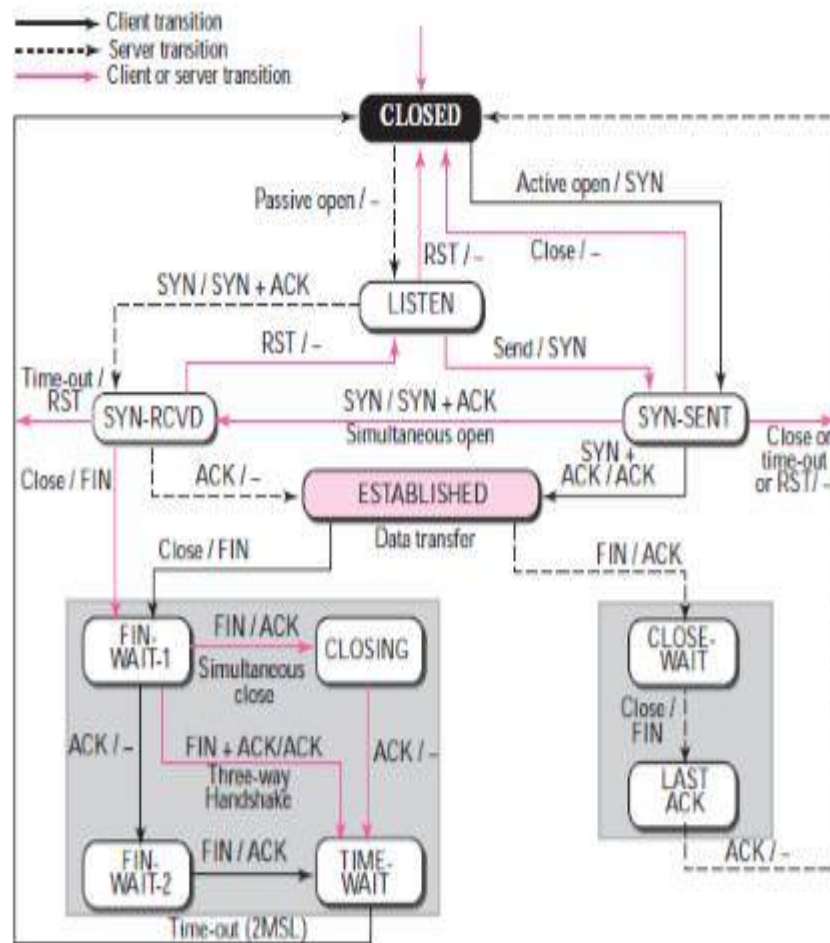 Client transition
Server transition
Client or server transition
CLOSED
Active open / SYN
Passive open / –
RST / –
Close / –
SYN / SYN + ACK
LISTEN
RST / –
Send / SYN
Time-out /
RST
SYN-RCVD
SYN / SYN + ACK
Simultaneous open
SYN-SENT
Close or
time-out
or RST / –
Close / FIN
ACK / –
SYN +
ACK / ACK
ESTABLISHED
Data transfer
Close / FIN
FIN / ACK
FIN-
WAIT-1
FIN / ACK
Simultaneous
close
CLOSING
CLOSE-
WAIT
Close /
FIN
ACK / –
FIN + ACK/ACK
Three-way
Handshake
ACK / –
LAST
ACK
FIN-
WAIT-2
FIN / ACK
TIME-
WAIT
ACK / –
Time-out (2MSL)